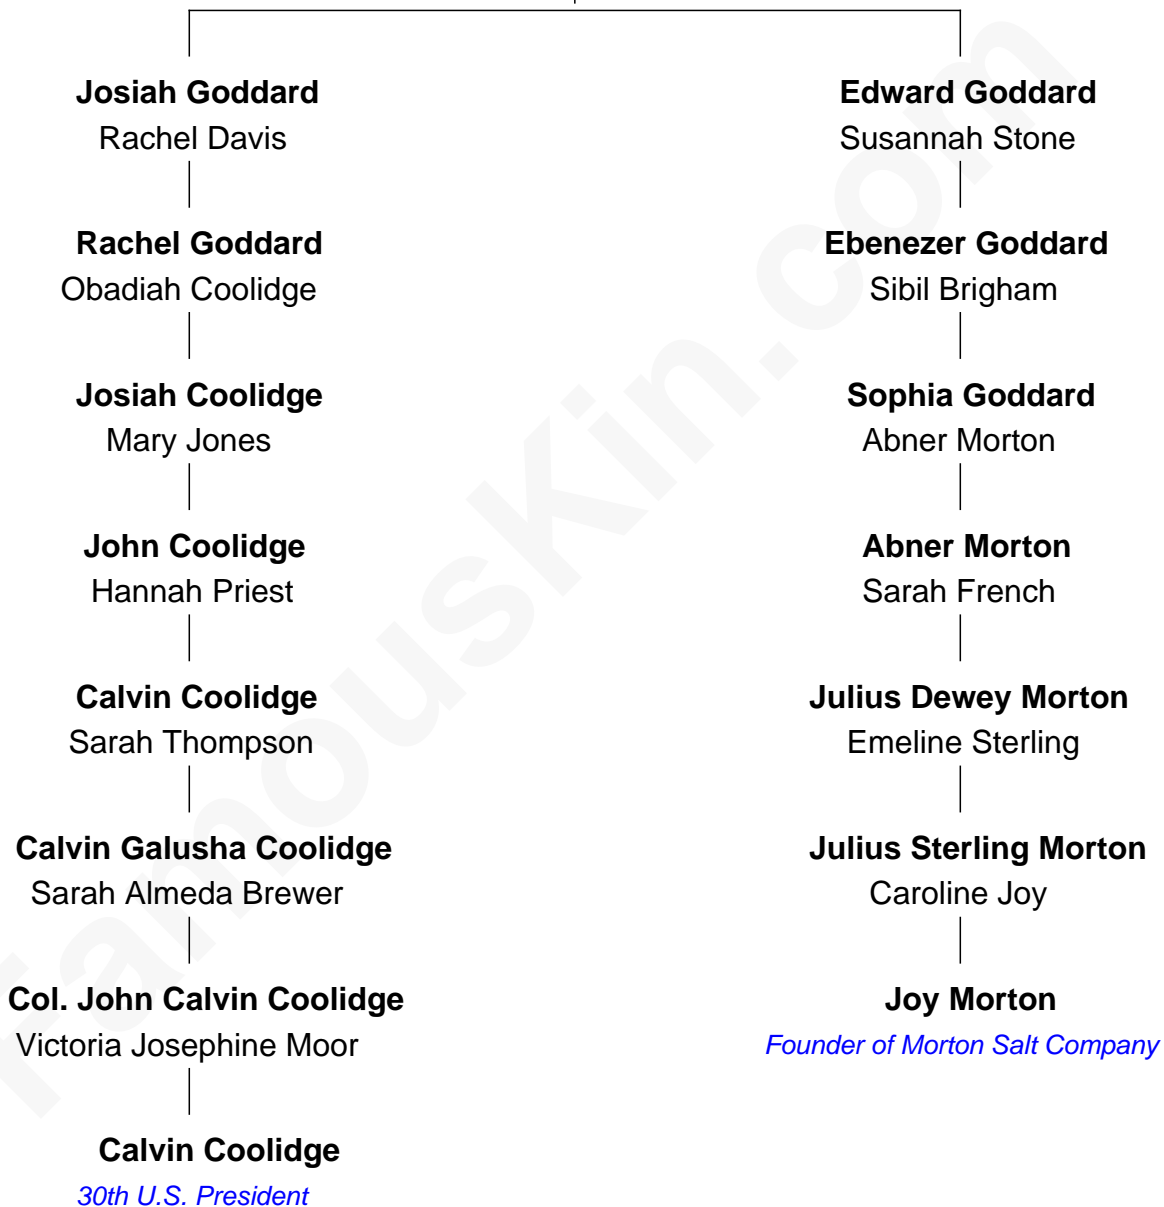 Josiah Goddard
Rachel Davis
Rachel Goddard
Obadiah Coolidge
Josiah Coolidge
Mary Jones
John Coolidge
Hannah Priest
Calvin Coolidge
Sarah Thompson
Calvin Galusha Coolidge
Sarah Almeda Brewer
Col. John Calvin Coolidge
Victoria Josephine Moor
Calvin Coolidge
30th U.S. President
Edward Goddard
Susannah Stone
Ebenezer Goddard
Sibil Brigham
Sophia Goddard
Abner Morton
Abner Morton
Sarah French
Julius Dewey Morton
Emeline Sterling
Julius Sterling Morton
Caroline Joy
Joy Morton
Founder of Morton Salt Company
FamousKin.com